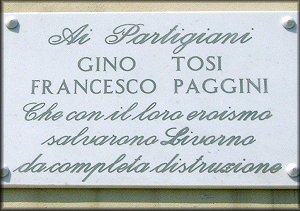 Ai Partigiani
GINO TOSI
FRANCESCO PAGGINI
Che con il loro eroismo
salvarono Livorno
da completa distruzione